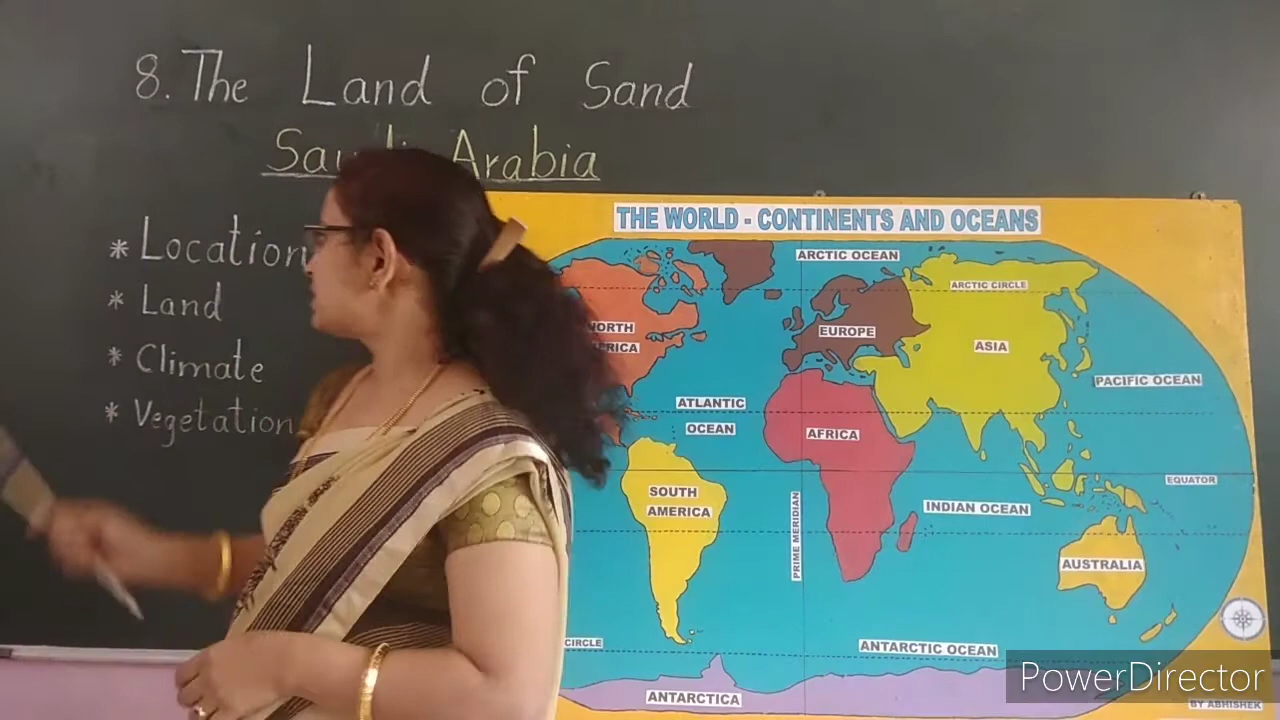 8. The Land of Sand
Arabia
* Location
* Land
* Climate
* Vegetation
THE WORLD - CONTINENTS AND OCEANS
ARCTIC OCEAN
ARCTIC CIRCLE
EUROPE
ASIA
PACIFIC OCEAN
ATLANTIC
OCEAN
AFRICA
SOUTH
AMERICA
EQUATOR
PRIME MERIDIAN
INDIAN OCEAN
AUSTRALIA
CIRCLE
ANTARCTIC OCEAN
ANTARCTICA
PowerDirector
BY ABHISHEK